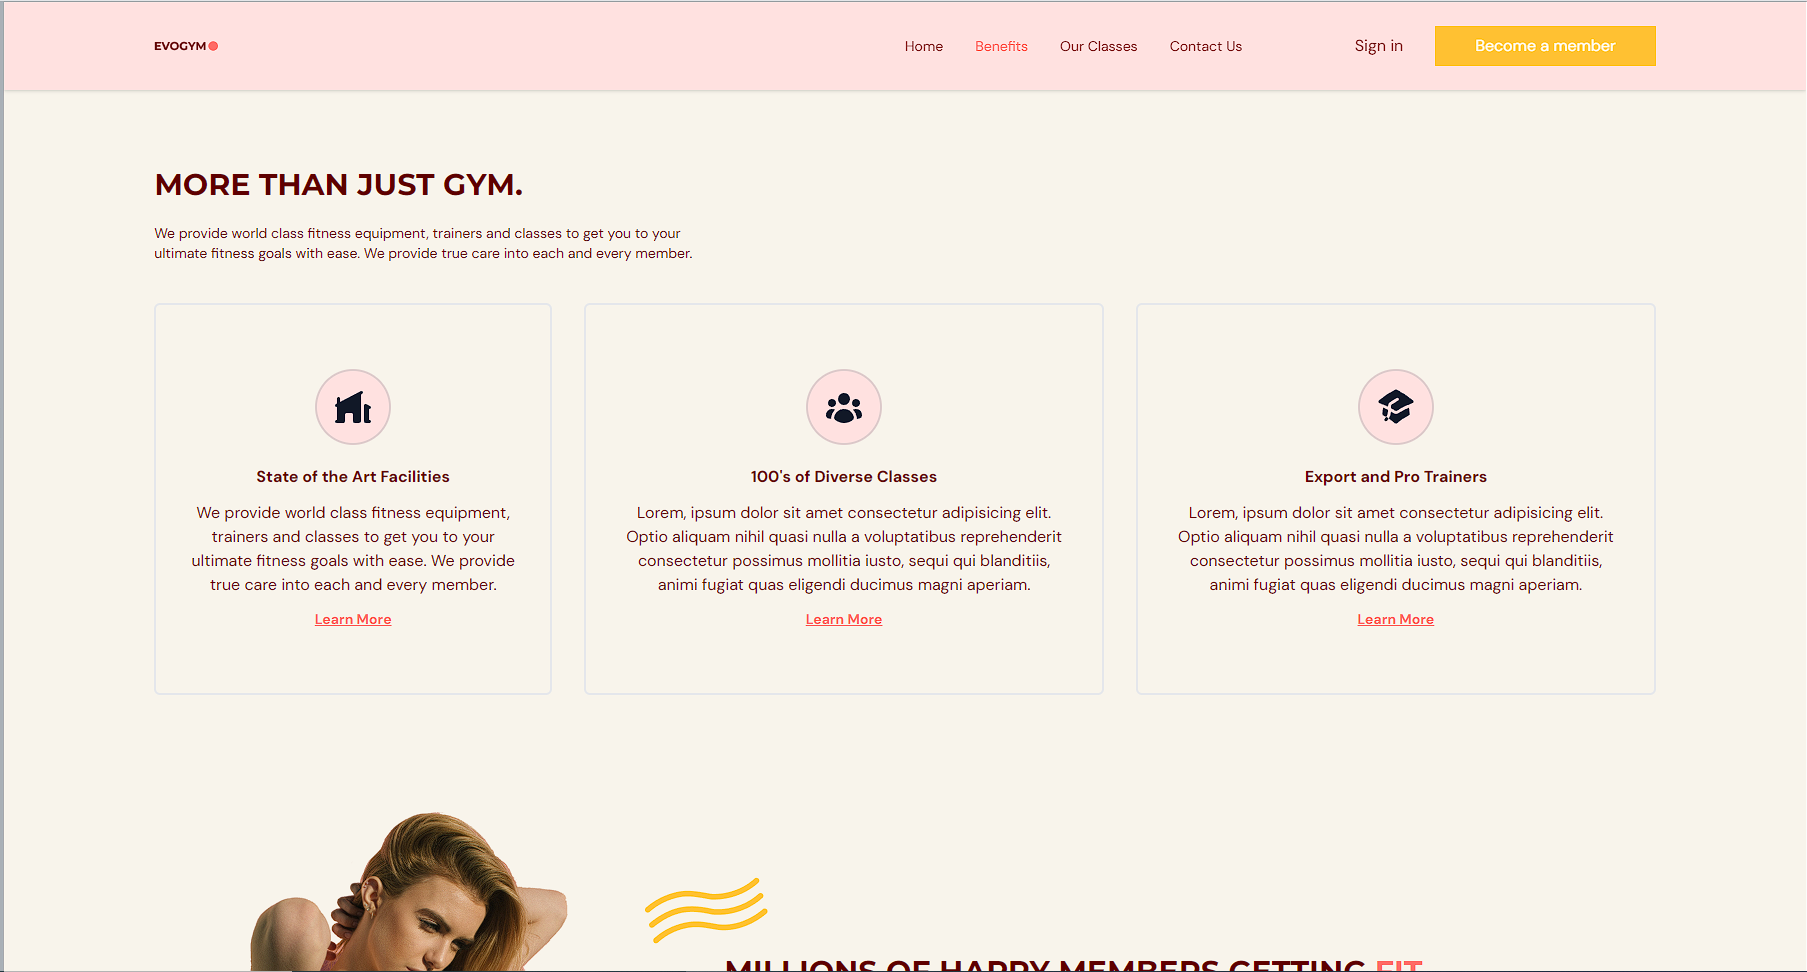 EVOGYM
Home Benefits Our Classes Contact Us Sign in Become a member
MORE THAN JUST GYM.
We provide world class fitness equipment, trainers and classes to get you to your
ultimate fitness goals with ease. We provide true care into each and every member.
State of the Art Facilities
We provide world class fitness equipment,
trainers and classes to get you to your
ultimate fitness goals with ease. We provide
true care into each and every member.
Learn More
100's of Diverse Classes
Lorem, ipsum dolor sit amet consectetur adipisicing elit.
Optio aliquam nihil quasi nulla a voluptatibus reprehenderit
consectetur possimus mollitia iusto, sequi qui blanditiis,
animi fugiat quas eligendi ducimus magni aperiam.
Learn More
Export and Pro Trainers
Lorem, ipsum dolor sit amet consectetur adipisicing elit.
Optio aliquam nihil quasi nulla a voluptatibus reprehenderit
consectetur possimus mollitia iusto, sequi qui blanditiis,
animi fugiat quas eligendi ducimus magni aperiam.
Learn More
MILLIONS OF HAPPY MEMBERS GETTING FIT